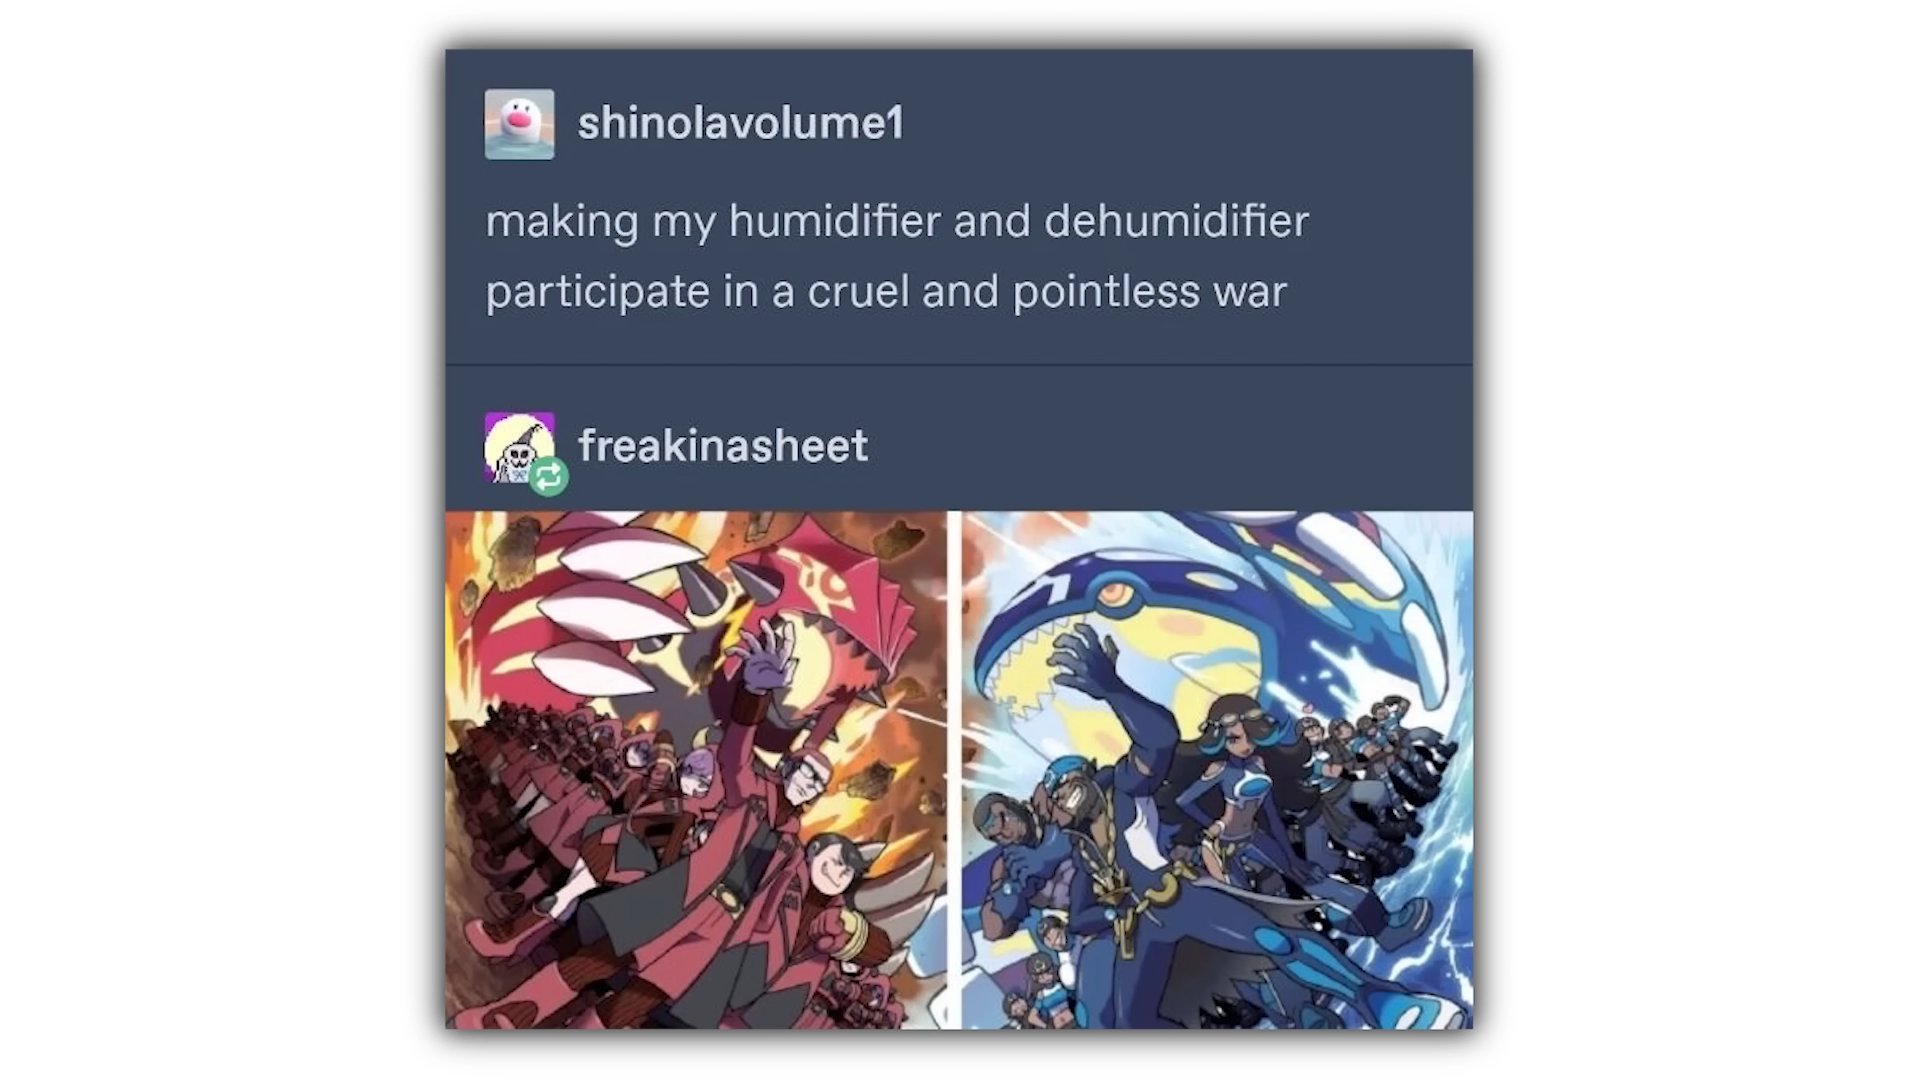 shinolavolume1
making my humidifier and dehumidifier
participate in a cruel and pointless war
freakinasheet